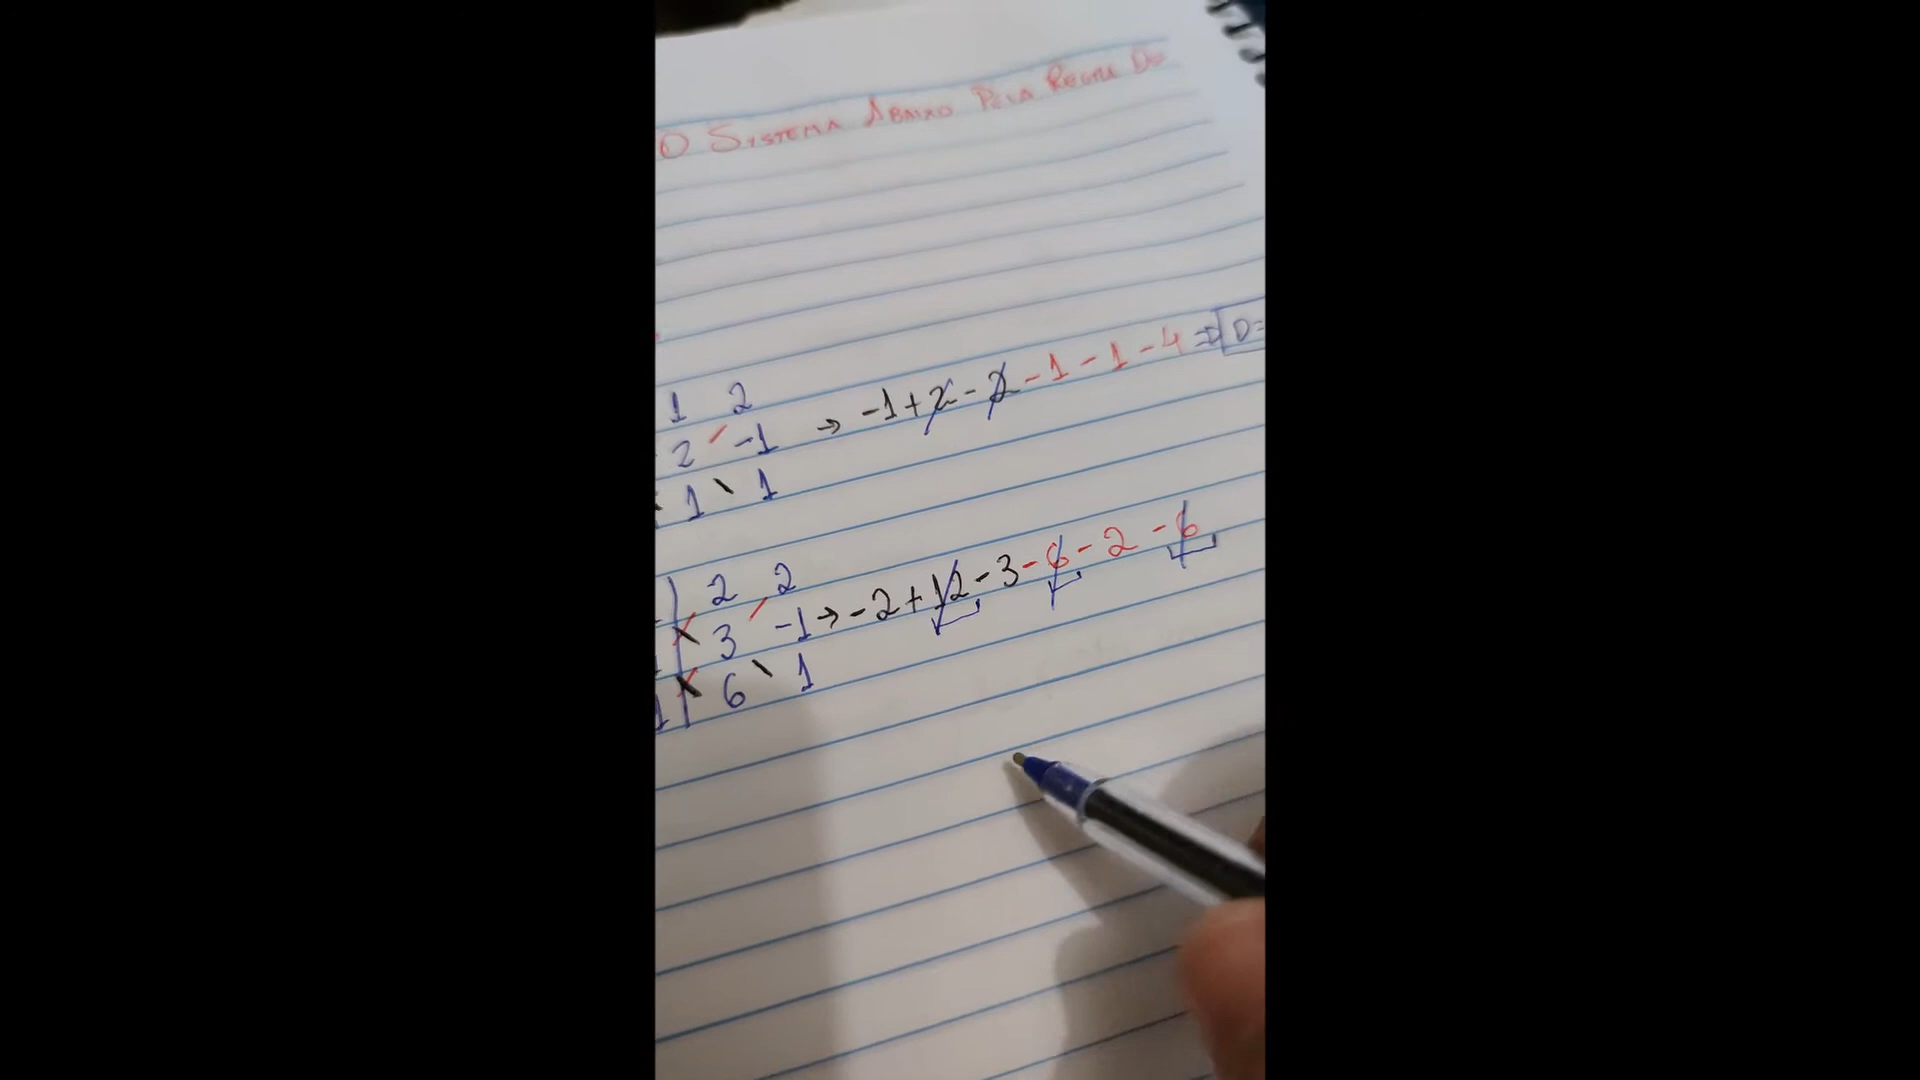 O SISTEMA ABAIXO PELA REGRA DE
1 2
2 -1 → -1+2-2-1-1-4 ⇒ D=
1 1
2 2
3 -1 → -2+12-3-6-2-6
1 6 1